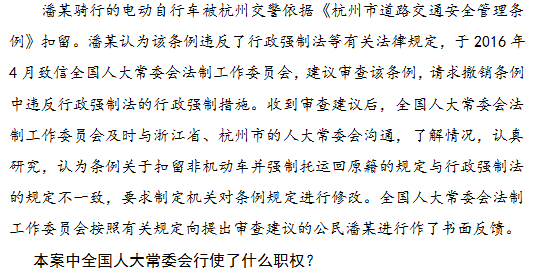 潘某骑行的电动自行车被杭州交警依据《杭州市道路交通安全管理条
例》扣留。潘某认为该条例违反了行政强制法等有关法律规定，于 2016 年
4 月致信全国人大常委会法制工作委员会，建议审查该条例，请求撤销条例
中违反行政强制法的行政强制措施。收到审查建议后，全国人大常委会法
制工作委员会及时与浙江省、杭州市的人大常委会沟通，了解情况，认真
研究，认为条例关于扣留非机动车并强制托运回原籍的规定与行政强制法
的规定不一致，要求制定机关对条例规定进行修改。全国人大常委会法制
工作委员会按照有关规定向提出审查建议的公民潘某进行作了书面反馈。
本案中全国人大常委会行使了什么职权？